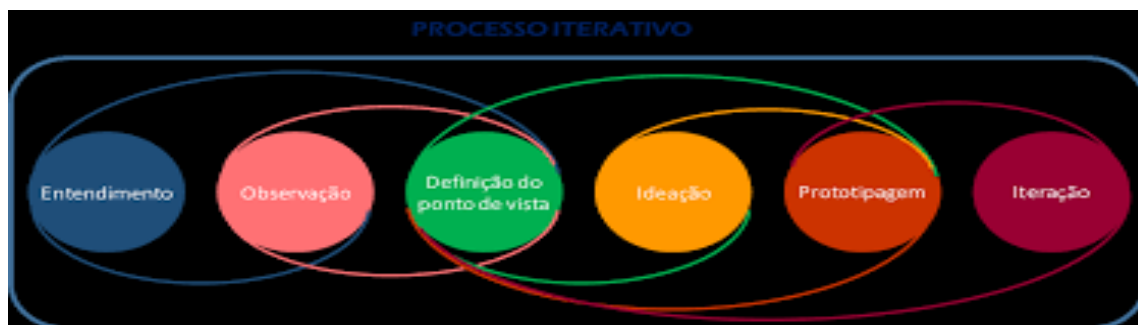 PROCESSO ITERATIVO
Entendimento
Observação
Definição do
ponto de vista
Ideação
Prototipagem
Iteração